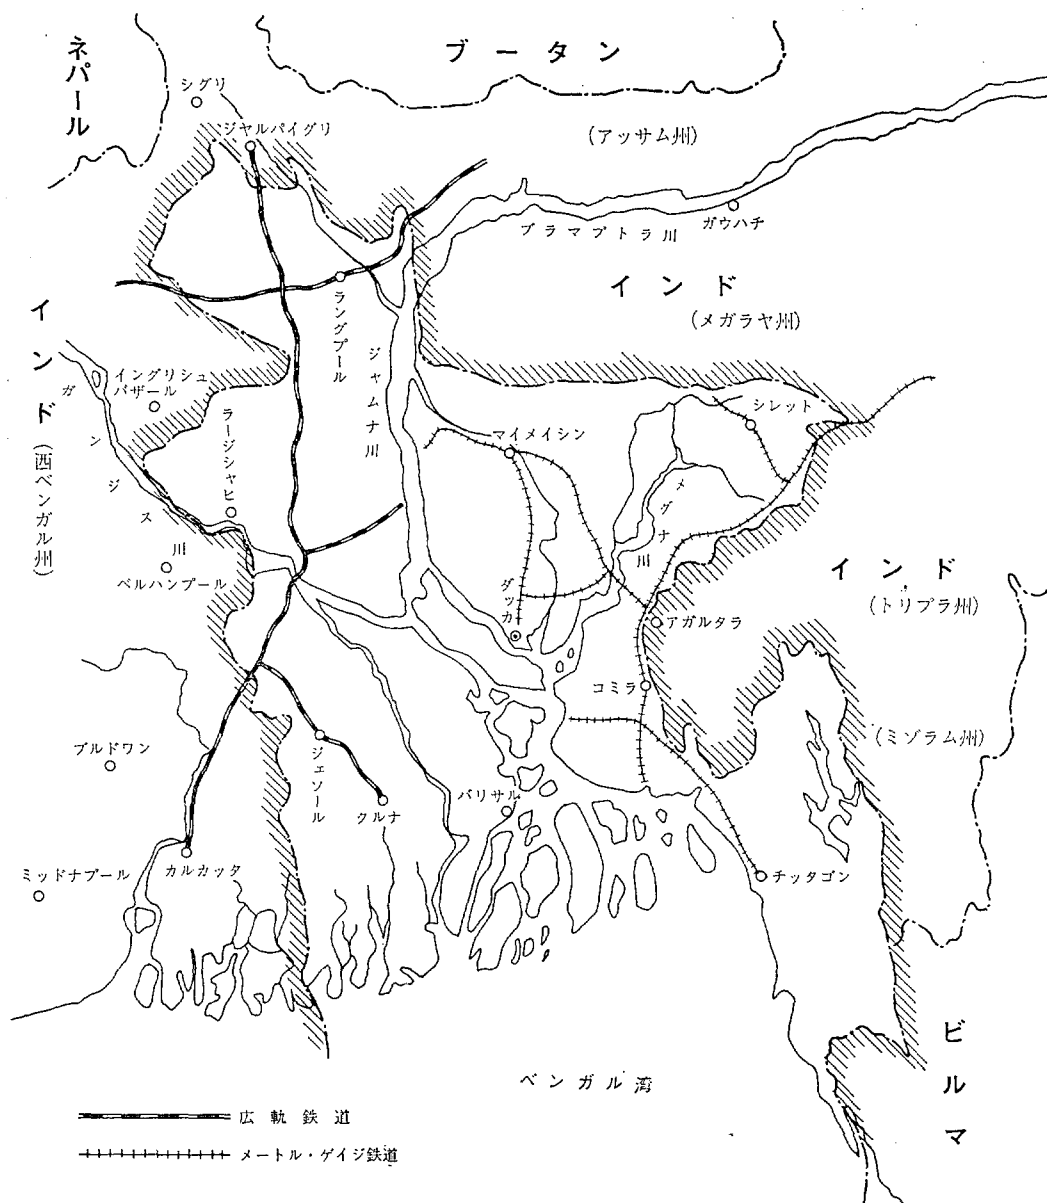 ネパール
ブータン
シグリ
ジヤルパイグリ
(アッサム州)
ガウハチ
ブラマプトラ川
インド
(メガラヤ州)
ラングプール
ジャムナ川
インド
(西ベンガル州)
ガンジス川
イングリシュ
バザール
ラージシャヒ
シレット
マイメイシン
メグナ川
ベルハンプール
ダッカ
インド
(トリプラ州)
アガルタラ
コミラ
(ミゾラム州)
ブルドワン
ジェソール
クルナ
バリサル
カルカッタ
ミッドナプール
チッタゴン
ビルマ
ベンガル湾
広軌鉄道
メートル・ゲイジ鉄道